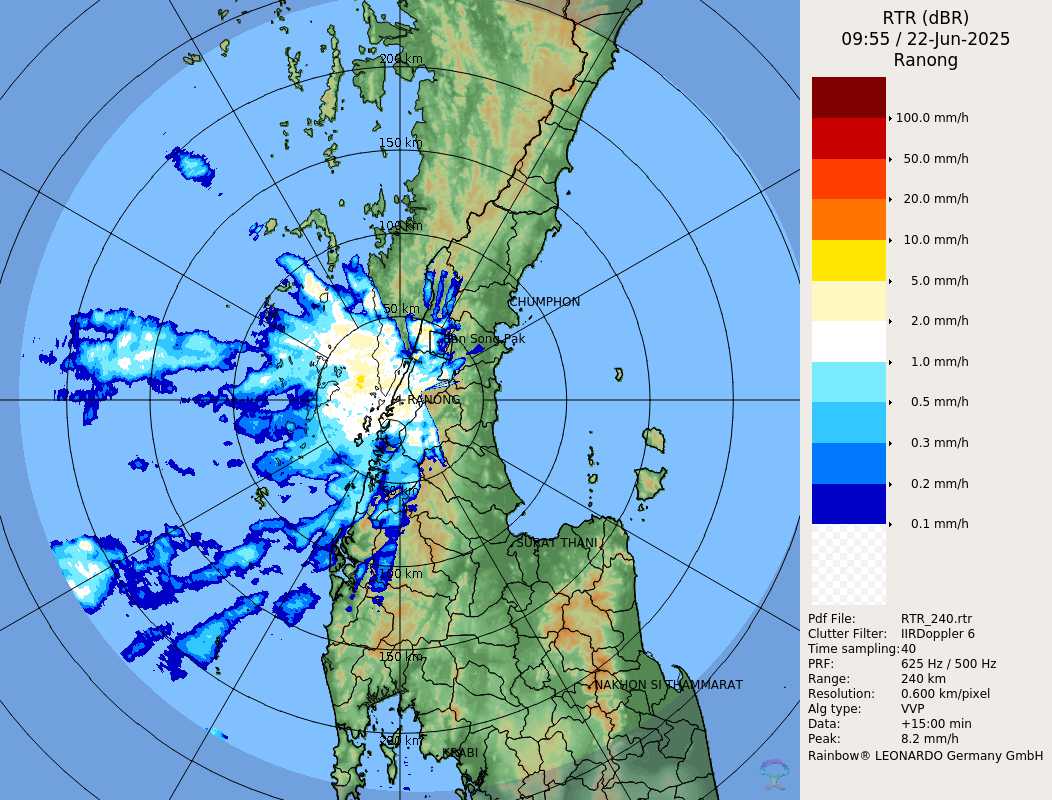 RTR (dBR)
09:55 / 22-Jun-2025
Ranong
100.0 mm/h
50.0 mm/h
20.0 mm/h
10.0 mm/h
5.0 mm/h
2.0 mm/h
1.0 mm/h
0.5 mm/h
0.3 mm/h
0.2 mm/h
0.1 mm/h
Pdf File: RTR_240.rtr
Clutter Filter: IIRDoppler 6
Time sampling:40
PRF: 625 Hz / 500 Hz
Range: 240 km
Resolution: 0.600 km/pixel
Alg type: VVP
Data: +15:00 min
Peak: 8.2 mm/h
Rainbow® LEONARDO Germany GmbH
200 km
150 km
100 km
50 km
CHUMPHON
Song Pak
RANONG
50 km
SURAT THANI
100 km
150 km
NAKHON SI THAMMARAT
200 km
KRABI